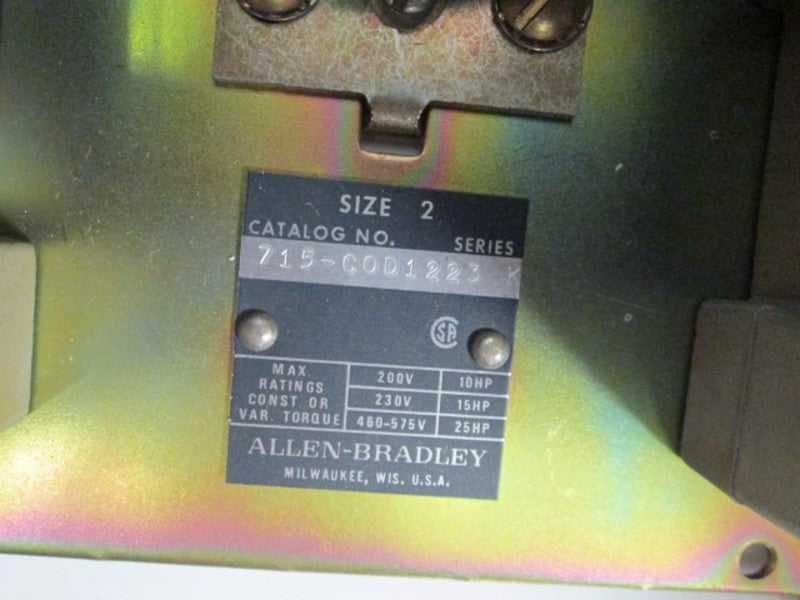 SIZE 2
CATALOG NO. SERIES
715-COD1223 K
SA
MAX. RATINGS CONST. OR VAR. TORQUE
200V 10HP
230V 15HP
460-575V 25HP
ALLEN-BRADLEY
MILWAUKEE, WIS. U.S.A.